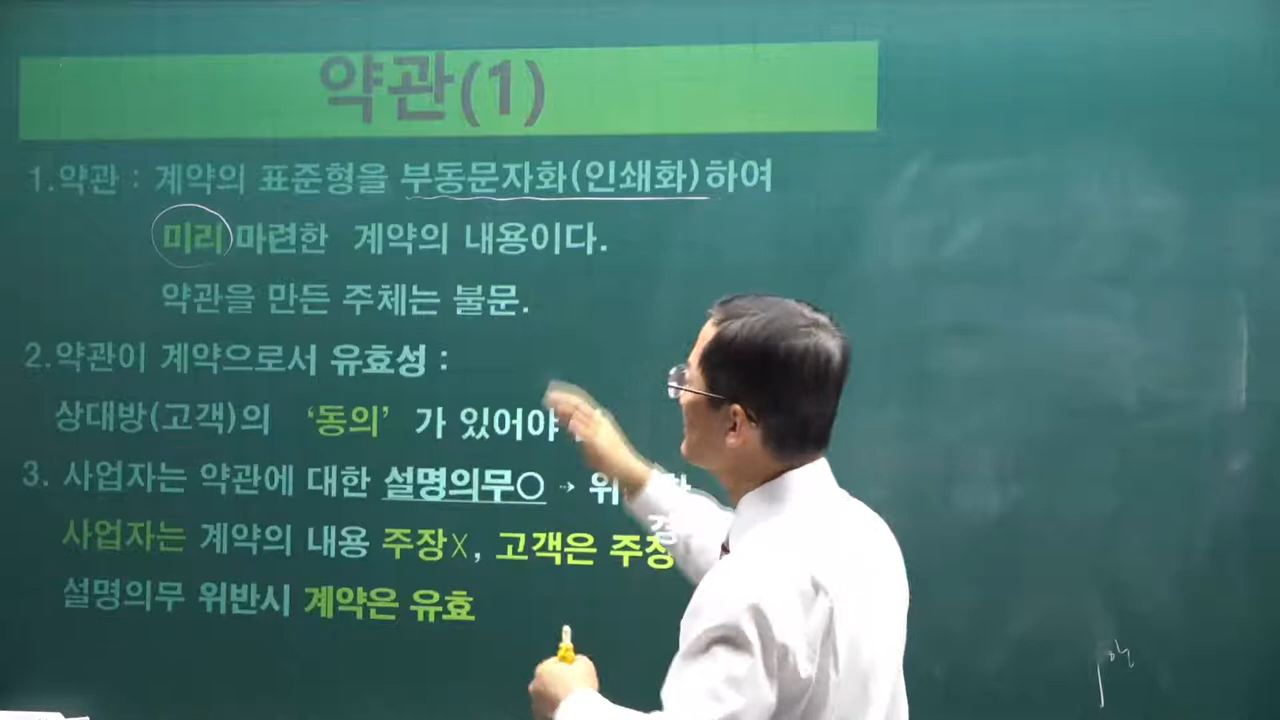 약관(1)
1.약관 : 계약의 표준형을 부동문자화(인쇄화)하여
미리 마련한 계약의 내용이다.
약관을 만든 주체는 불문.
2.약관이 계약으로서 유효성 :
상대방(고객)의 '동의' 가 있어야
3. 사업자는 약관에 대한 설명의무○ → 위
사업자는 계약의 내용 주장X, 고객은 주장
설명의무 위반시 계약은 유효